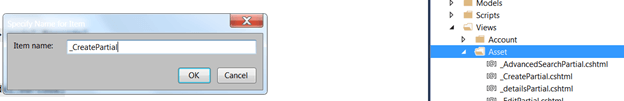 Specify Name for Item
Item name:
_CreatePartial
OK
Cancel
Models
Scripts
Views
Account
Asset
_AdvancedSearchPartial.cshtml
_CreatePartial.cshtml
_detailsPartial.cshtml
_EditPartial.cshtml